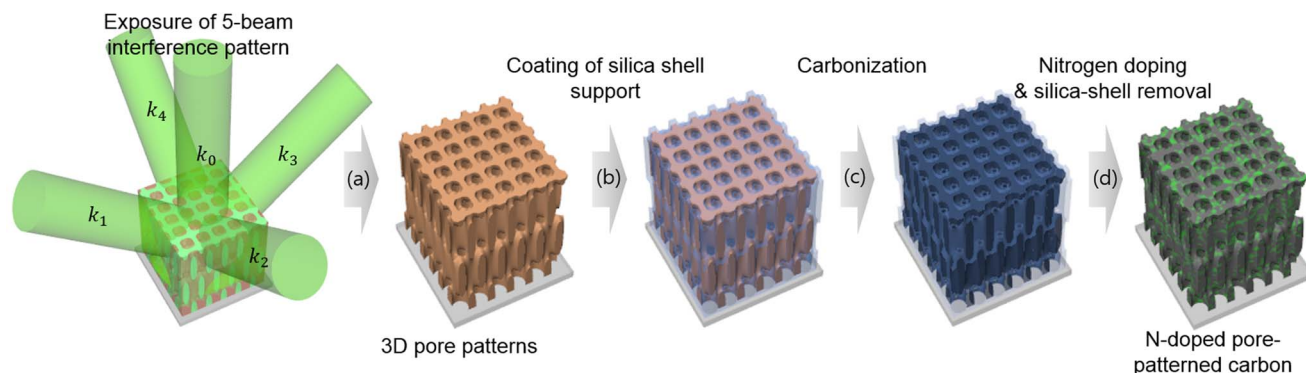 Exposure of 5-beam
interference pattern
k₄
k₀
k₃
k₁
k₂
(a)
3D pore patterns
Coating of silica shell
support
(b)
Carbonization
(c)
Nitrogen doping
& silica-shell removal
(d)
N-doped pore-
patterned carbon